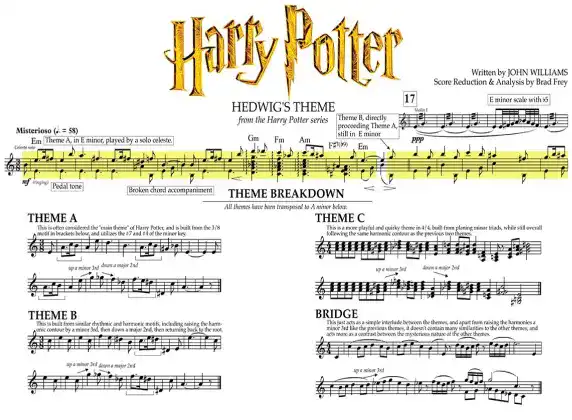 Harry Potter
Written by JOHN WILLIAMS
Score Reduction & Analysis by Brad Frey
HEDWIG'S THEME
from the Harry Potter series
17
E minor scale with ♯5
Theme B, directly
proceeding Theme A,
still in E minor
ppp
Misterioso (♩. = 58)
Em
Theme A, in E minor, played by a solo celeste.
Gm
Fm
Am
Em
Celeste solo
mf
Pedal tone
Broken chord accompaniment
THEME BREAKDOWN
All themes have been transposed to A minor below.
THEME A
This is often considered the "main theme" of Harry Potter, and is built from the 3/8
motif in brackets below, and utilizes the ♯7 and ♯4 of the minor key.
up a minor 3rd
down a major 2nd
THEME B
This is built from similar rhythmic and harmonic motifs, including raising the harm-
onic contour by a minor 3rd, then down a major 2nd, then returning back to the root.
up a minor 3rd
down a major 2nd
THEME C
This is a more playful and quirky theme in 4/4, built from planing minor triads, while still overall
following the same harmonic contour as the previous two themes.
up a minor 3rd
down a major 2nd
BRIDGE
This just acts as a simple interlude between the themes, and apart from raising the harmonies a
minor 3rd like the previous themes, it doesn't contain many similarities to the other themes, and
acts more as a contrast between the mysterious nature of the other themes.
up a minor 3rd